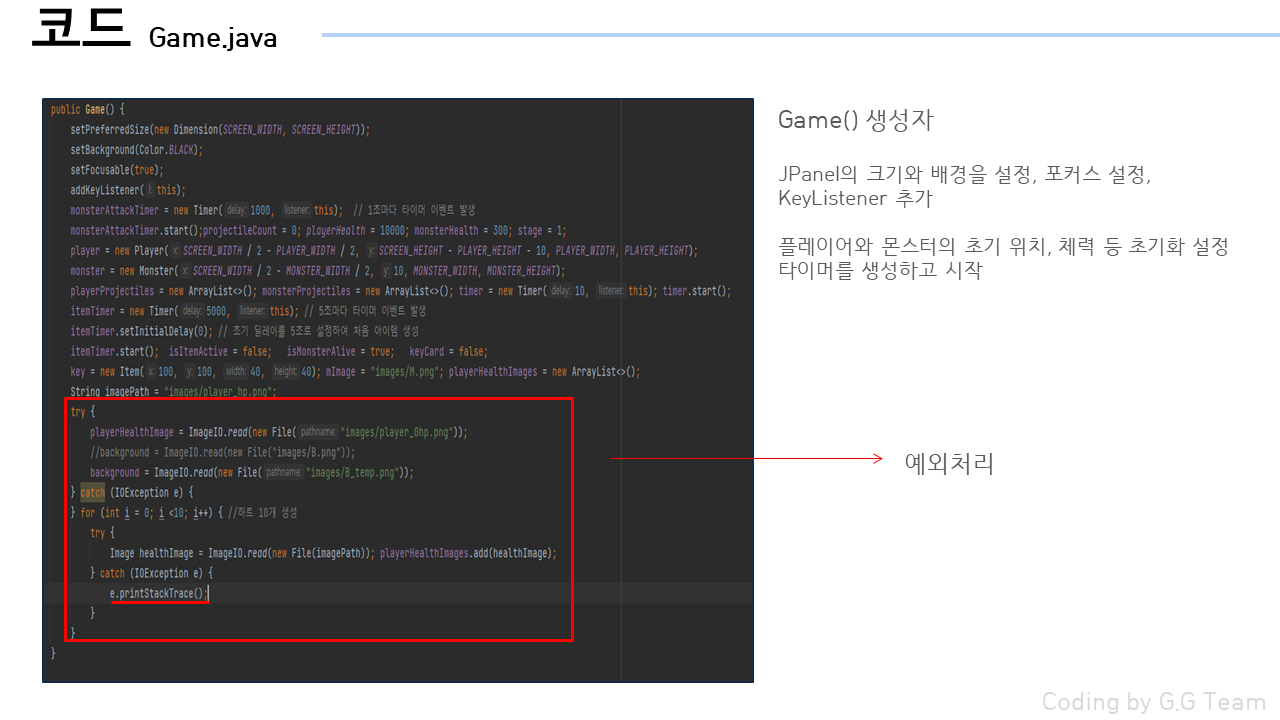 코드 Game.java
public Game() {
setPreferredSize(new Dimension(SCREEN_WIDTH, SCREEN_HEIGHT));
setBackground(Color.BLACK);
setFocusable(true);
addKeyListener( l: this);
monsterAttackTimer = new Timer( delay: 1000, listener: this); // 1초마다 타이머 이벤트 발생
monsterAttackTimer.start();projectileCount = 0; playerHealth = 10000; monsterHealth = 300; stage = 1;
player = new Player( x: SCREEN_WIDTH / 2 - PLAYER_WIDTH / 2, y: SCREEN_HEIGHT - PLAYER_HEIGHT - 10, PLAYER_WIDTH, PLAYER_HEIGHT);
monster = new Monster( x: SCREEN_WIDTH / 2 - MONSTER_WIDTH / 2, y: 10, MONSTER_WIDTH, MONSTER_HEIGHT);
playerProjectiles = new ArrayList<>(); monsterProjectiles = new ArrayList<>(); timer = new Timer( delay: 10, listener: this); timer.start();
itemTimer = new Timer( delay: 5000, listener: this); // 5초마다 타이머 이벤트 발생
itemTimer.setInitialDelay(0); // 초기 딜레이를 5초로 설정하여 처음 아이템 생성
itemTimer.start(); isItemActive = false; isMonsterAlive = true; keyCard = false;
key = new Item( x: 100, y: 100, width: 40, height: 40); mImage = "images/M.png"; playerHealthImages = new ArrayList<>();
String imagePath = "images/player_hp.png";
try {
playerHealthImage = ImageIO.read(new File( pathname: "images/player_0hp.png"));
//background = ImageIO.read(new File("images/B.png"));
background = ImageIO.read(new File( pathname: "images/B_temp.png"));
} catch (IOException e) {
} for (int i = 0; i <10; i++) { //하트 10개 생성
try {
Image healthImage = ImageIO.read(new File(imagePath)); playerHealthImages.add(healthImage);
} catch (IOException e) {
e.printStackTrace();
}
}
}
Game() 생성자
JPanel의 크기와 배경을 설정, 포커스 설정,
KeyListener 추가
플레이어와 몬스터의 초기 위치, 체력 등 초기화 설정
타이머를 생성하고 시작
예외처리
Coding by G.G Team